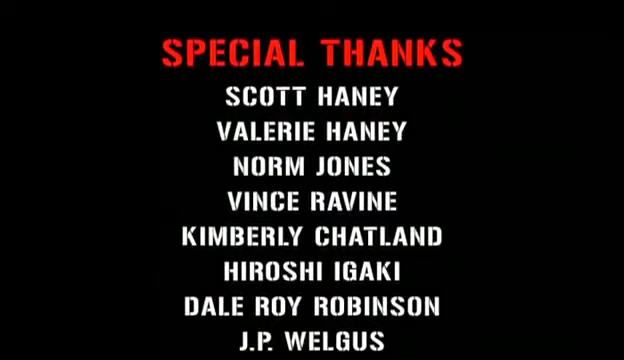 SPECIAL THANKS
SCOTT HANEY
VALERIE HANEY
NORM JONES
VINCE RAVINE
KIMBERLY CHATLAND
HIROSHI IGAKI
DALE ROY ROBINSON
J.P. WELGUS